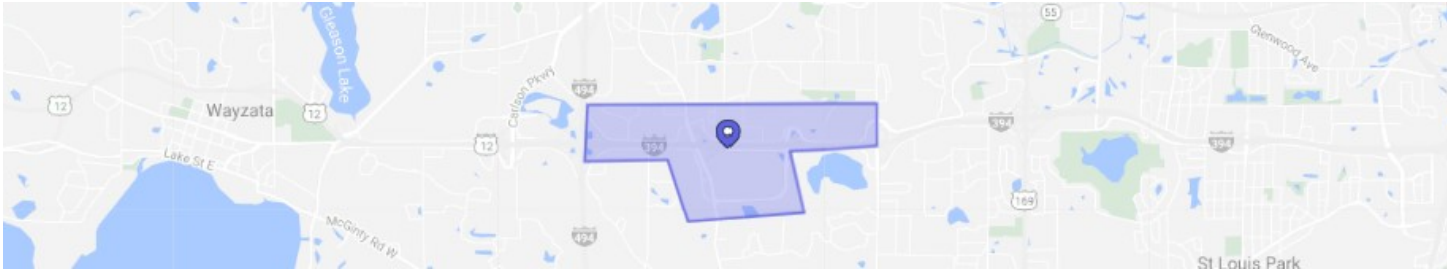 Gleason Lake
55
Glenwood Ave
494
Carlson Pkwy
12
Wayzata
12
12
394
394
394
Lake St E
169
McGinty Rd W
494
St Louis Park